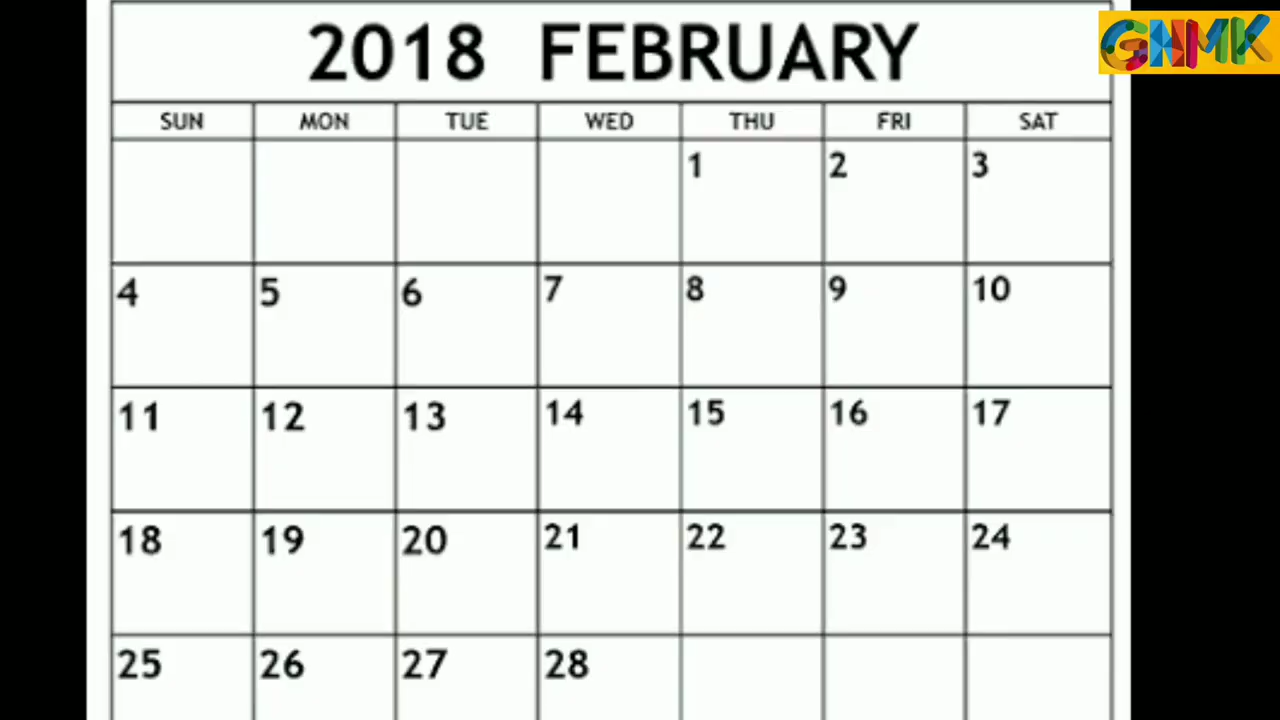 GNMK
2018 FEBRUARY
SUN MON TUE WED THU FRI SAT
1 2 3
4 5 6 7 8 9 10
11 12 13 14 15 16 17
18 19 20 21 22 23 24
25 26 27 28